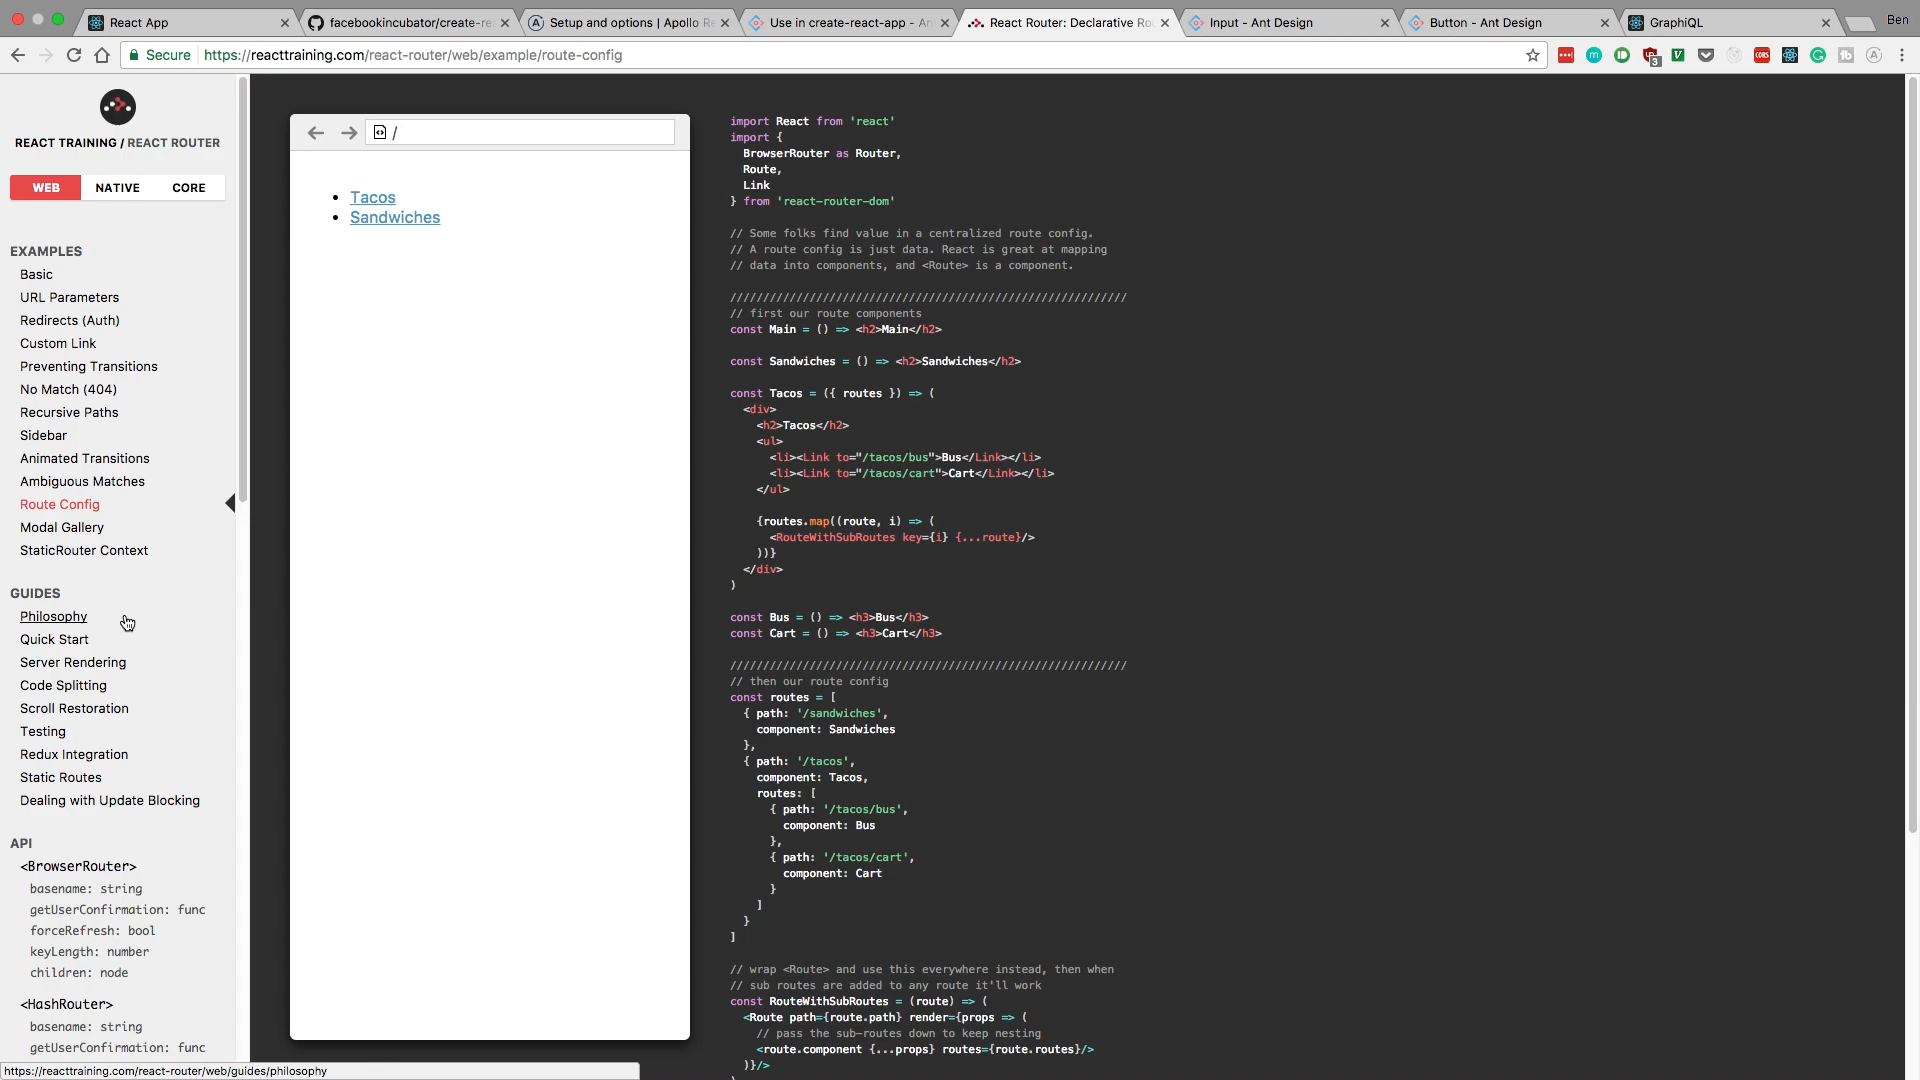 React App
facebookincubator/create-rea
Setup and options | Apollo Re
Use in create-react-app - An
React Router: Declarative Rou
Input - Ant Design
Button - Ant Design
GraphiQL
Ben
Secure
https://reacttraining.com/react-router/web/example/route-config
3
REACT TRAINING / REACT ROUTER
WEB
NATIVE
CORE
EXAMPLES
Basic
URL Parameters
Redirects (Auth)
Custom Link
Preventing Transitions
No Match (404)
Recursive Paths
Sidebar
Animated Transitions
Ambiguous Matches
Route Config
Modal Gallery
StaticRouter Context
GUIDES
Philosophy
Quick Start
Server Rendering
Code Splitting
Scroll Restoration
Testing
Redux Integration
Static Routes
Dealing with Update Blocking
API
<BrowserRouter>
basename: string
getUserConfirmation: func
forceRefresh: bool
keyLength: number
children: node
<HashRouter>
basename: string
getUserConfirmation: func
https://reacttraining.com/react-router/web/guides/philosophy
/
Tacos
Sandwiches
import React from 'react'
import {
BrowserRouter as Router,
Route,
Link
} from 'react-router-dom'
// Some folks find value in a centralized route config.
// A route config is just data. React is great at mapping
// data into components, and <Route> is a component.
////////////////////////////////////////////////////////////
// first our route components
const Main = () => <h2>Main</h2>
const Sandwiches = () => <h2>Sandwiches</h2>
const Tacos = ({ routes }) => (
<div>
<h2>Tacos</h2>
<ul>
<li><Link to="/tacos/bus">Bus</Link></li>
<li><Link to="/tacos/cart">Cart</Link></li>
</ul>
{routes.map((route, i) => (
<RouteWithSubRoutes key={i} {...route}/>
))}
</div>
)
const Bus = () => <h3>Bus</h3>
const Cart = () => <h3>Cart</h3>
////////////////////////////////////////////////////////////
// then our route config
const routes = [
{ path: '/sandwiches',
component: Sandwiches
},
{ path: '/tacos',
component: Tacos,
routes: [
{ path: '/tacos/bus',
component: Bus
},
{ path: '/tacos/cart',
component: Cart
}
]
}
]
// wrap <Route> and use this everywhere instead, then when
// sub routes are added to any route it'll work
const RouteWithSubRoutes = (route) => (
<Route path={route.path} render={props => (
// pass the sub-routes down to keep nesting
<route.component {...props} routes={route.routes}/>
)}/>